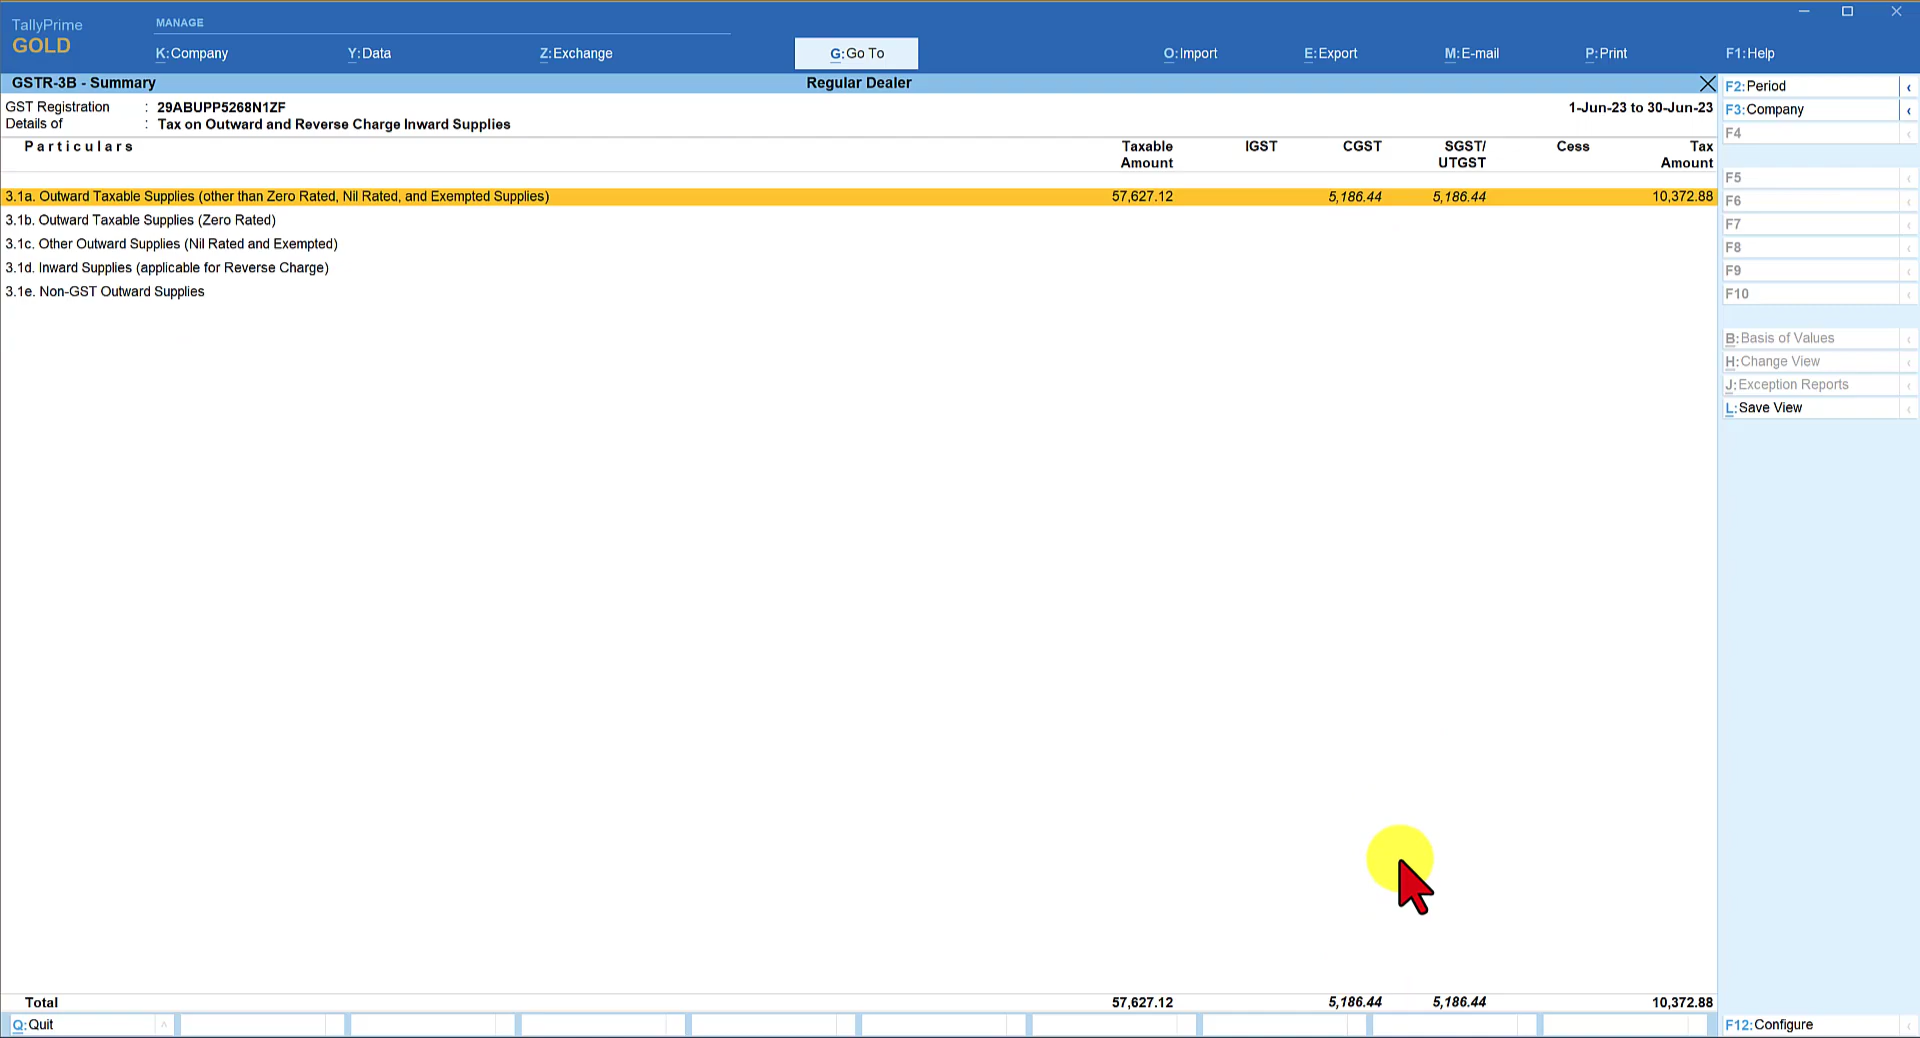 TallyPrime
GOLD
MANAGE
K:Company Y:Data Z:Exchange G:Go To O:Import E:Export M:E-mail P:Print F1:Help
GSTR-3B - Summary Regular Dealer
GST Registration : 29ABUPP5268N1ZF 1-Jun-23 to 30-Jun-23
Details of : Tax on Outward and Reverse Charge Inward Supplies
Particulars Taxable IGST CGST SGST/ Cess Tax
Amount UTGST Amount
3.1a. Outward Taxable Supplies (other than Zero Rated, Nil Rated, and Exempted Supplies) 57,627.12 5,186.44 5,186.44 10,372.88
3.1b. Outward Taxable Supplies (Zero Rated)
3.1c. Other Outward Supplies (Nil Rated and Exempted)
3.1d. Inward Supplies (applicable for Reverse Charge)
3.1e. Non-GST Outward Supplies
Total 57,627.12 5,186.44 5,186.44 10,372.88
Q:Quit
F2:Period
F3:Company
F4
F5
F6
F7
F8
F9
F10
B:Basis of Values
H:Change View
J:Exception Reports
L:Save View
F12:Configure